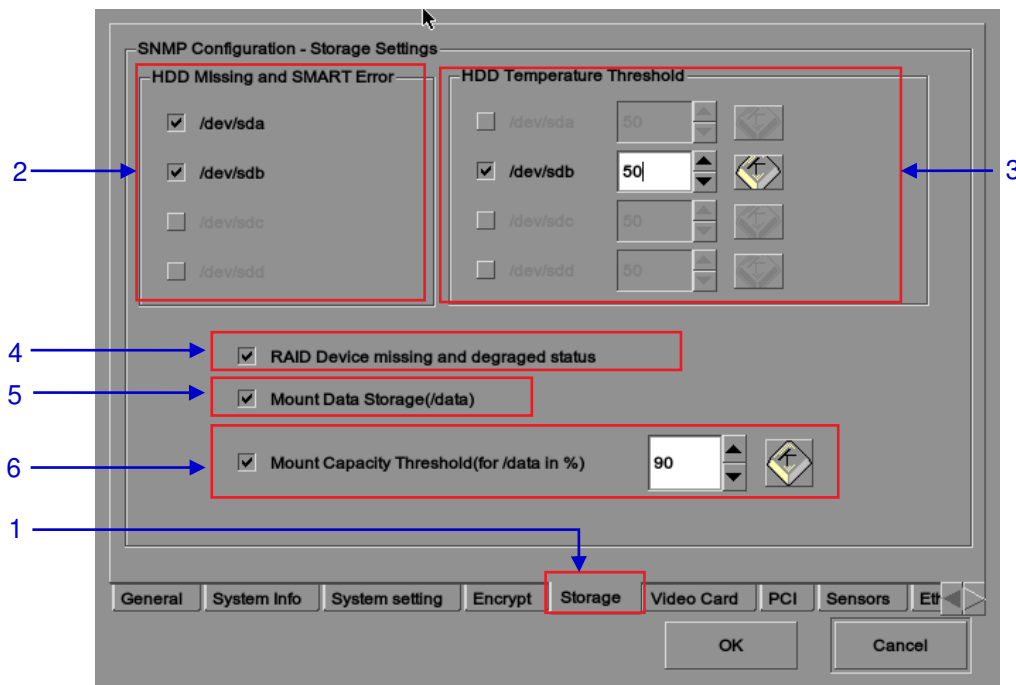 SNMP Configuration - Storage Settings
HDD MIssing and SMART Error
HDD Temperature Threshold
/dev/sda
/dev/sda 50
2
/dev/sdb
/dev/sdb 50
3
/dev/sdc
/dev/sdc 50
/dev/sdd
/dev/sdd 50
4
RAID Device missing and degraged status
5
Mount Data Storage(/data)
6
Mount Capacity Threshold(for /data in %) 90
1
General System Info System setting Encrypt Storage Video Card PCI Sensors Eth
OK Cancel